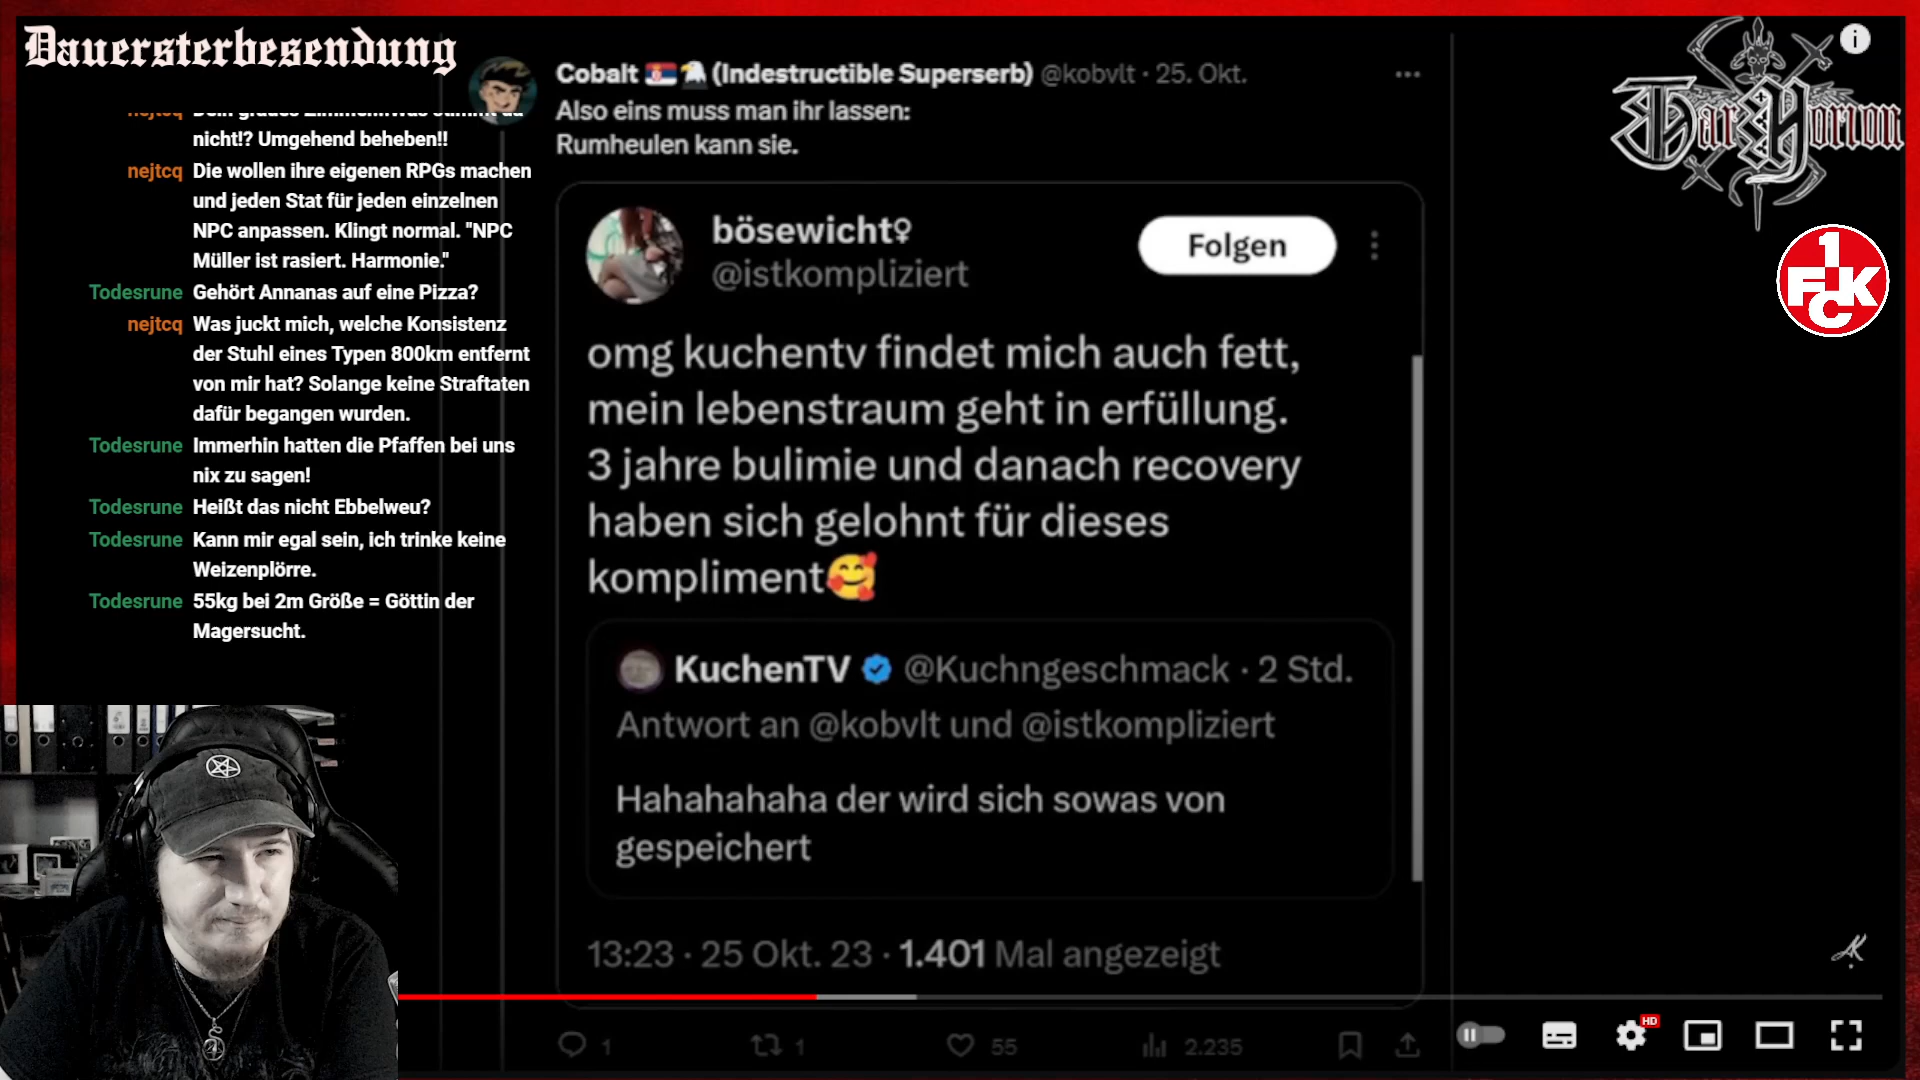 Dauersterbesendung
nicht!? Umgehend beheben!!
nejtcq Die wollen ihre eigenen RPGs machen
und jeden Stat für jeden einzelnen
NPC anpassen. Klingt normal. "NPC
Müller ist rasiert. Harmonie."
Todesrune Gehört Annanas auf eine Pizza?
nejtcq Was juckt mich, welche Konsistenz
der Stuhl eines Typen 800km entfernt
von mir hat? Solange keine Straftaten
dafür begangen wurden.
Todesrune Immerhin hatten die Pfaffen bei uns
nix zu sagen!
Todesrune Heißt das nicht Ebbelweu?
Todesrune Kann mir egal sein, ich trinke keine
Weizenplörre.
Todesrune 55kg bei 2m Größe = Göttin der
Magersucht.
Cobalt 🇷🇸🦅 (Indestructible Superserb) @kobvlt · 25. Okt.
Also eins muss man ihr lassen:
Rumheulen kann sie.
bösewicht♀
@istkompliziert
Folgen
omg kuchentv findet mich auch fett,
mein lebenstraum geht in erfüllung.
3 jahre bulimie und danach recovery
haben sich gelohnt für dieses
kompliment🥰
KuchenTV @Kuchngeschmack · 2 Std.
Antwort an @kobvlt und @istkompliziert
Hahahahaha der wird sich sowas von
gespeichert
13:23 · 25 Okt. 23 · 1.401 Mal angezeigt
1 1 55 2.235
Tar Horion
1 FCK
HD